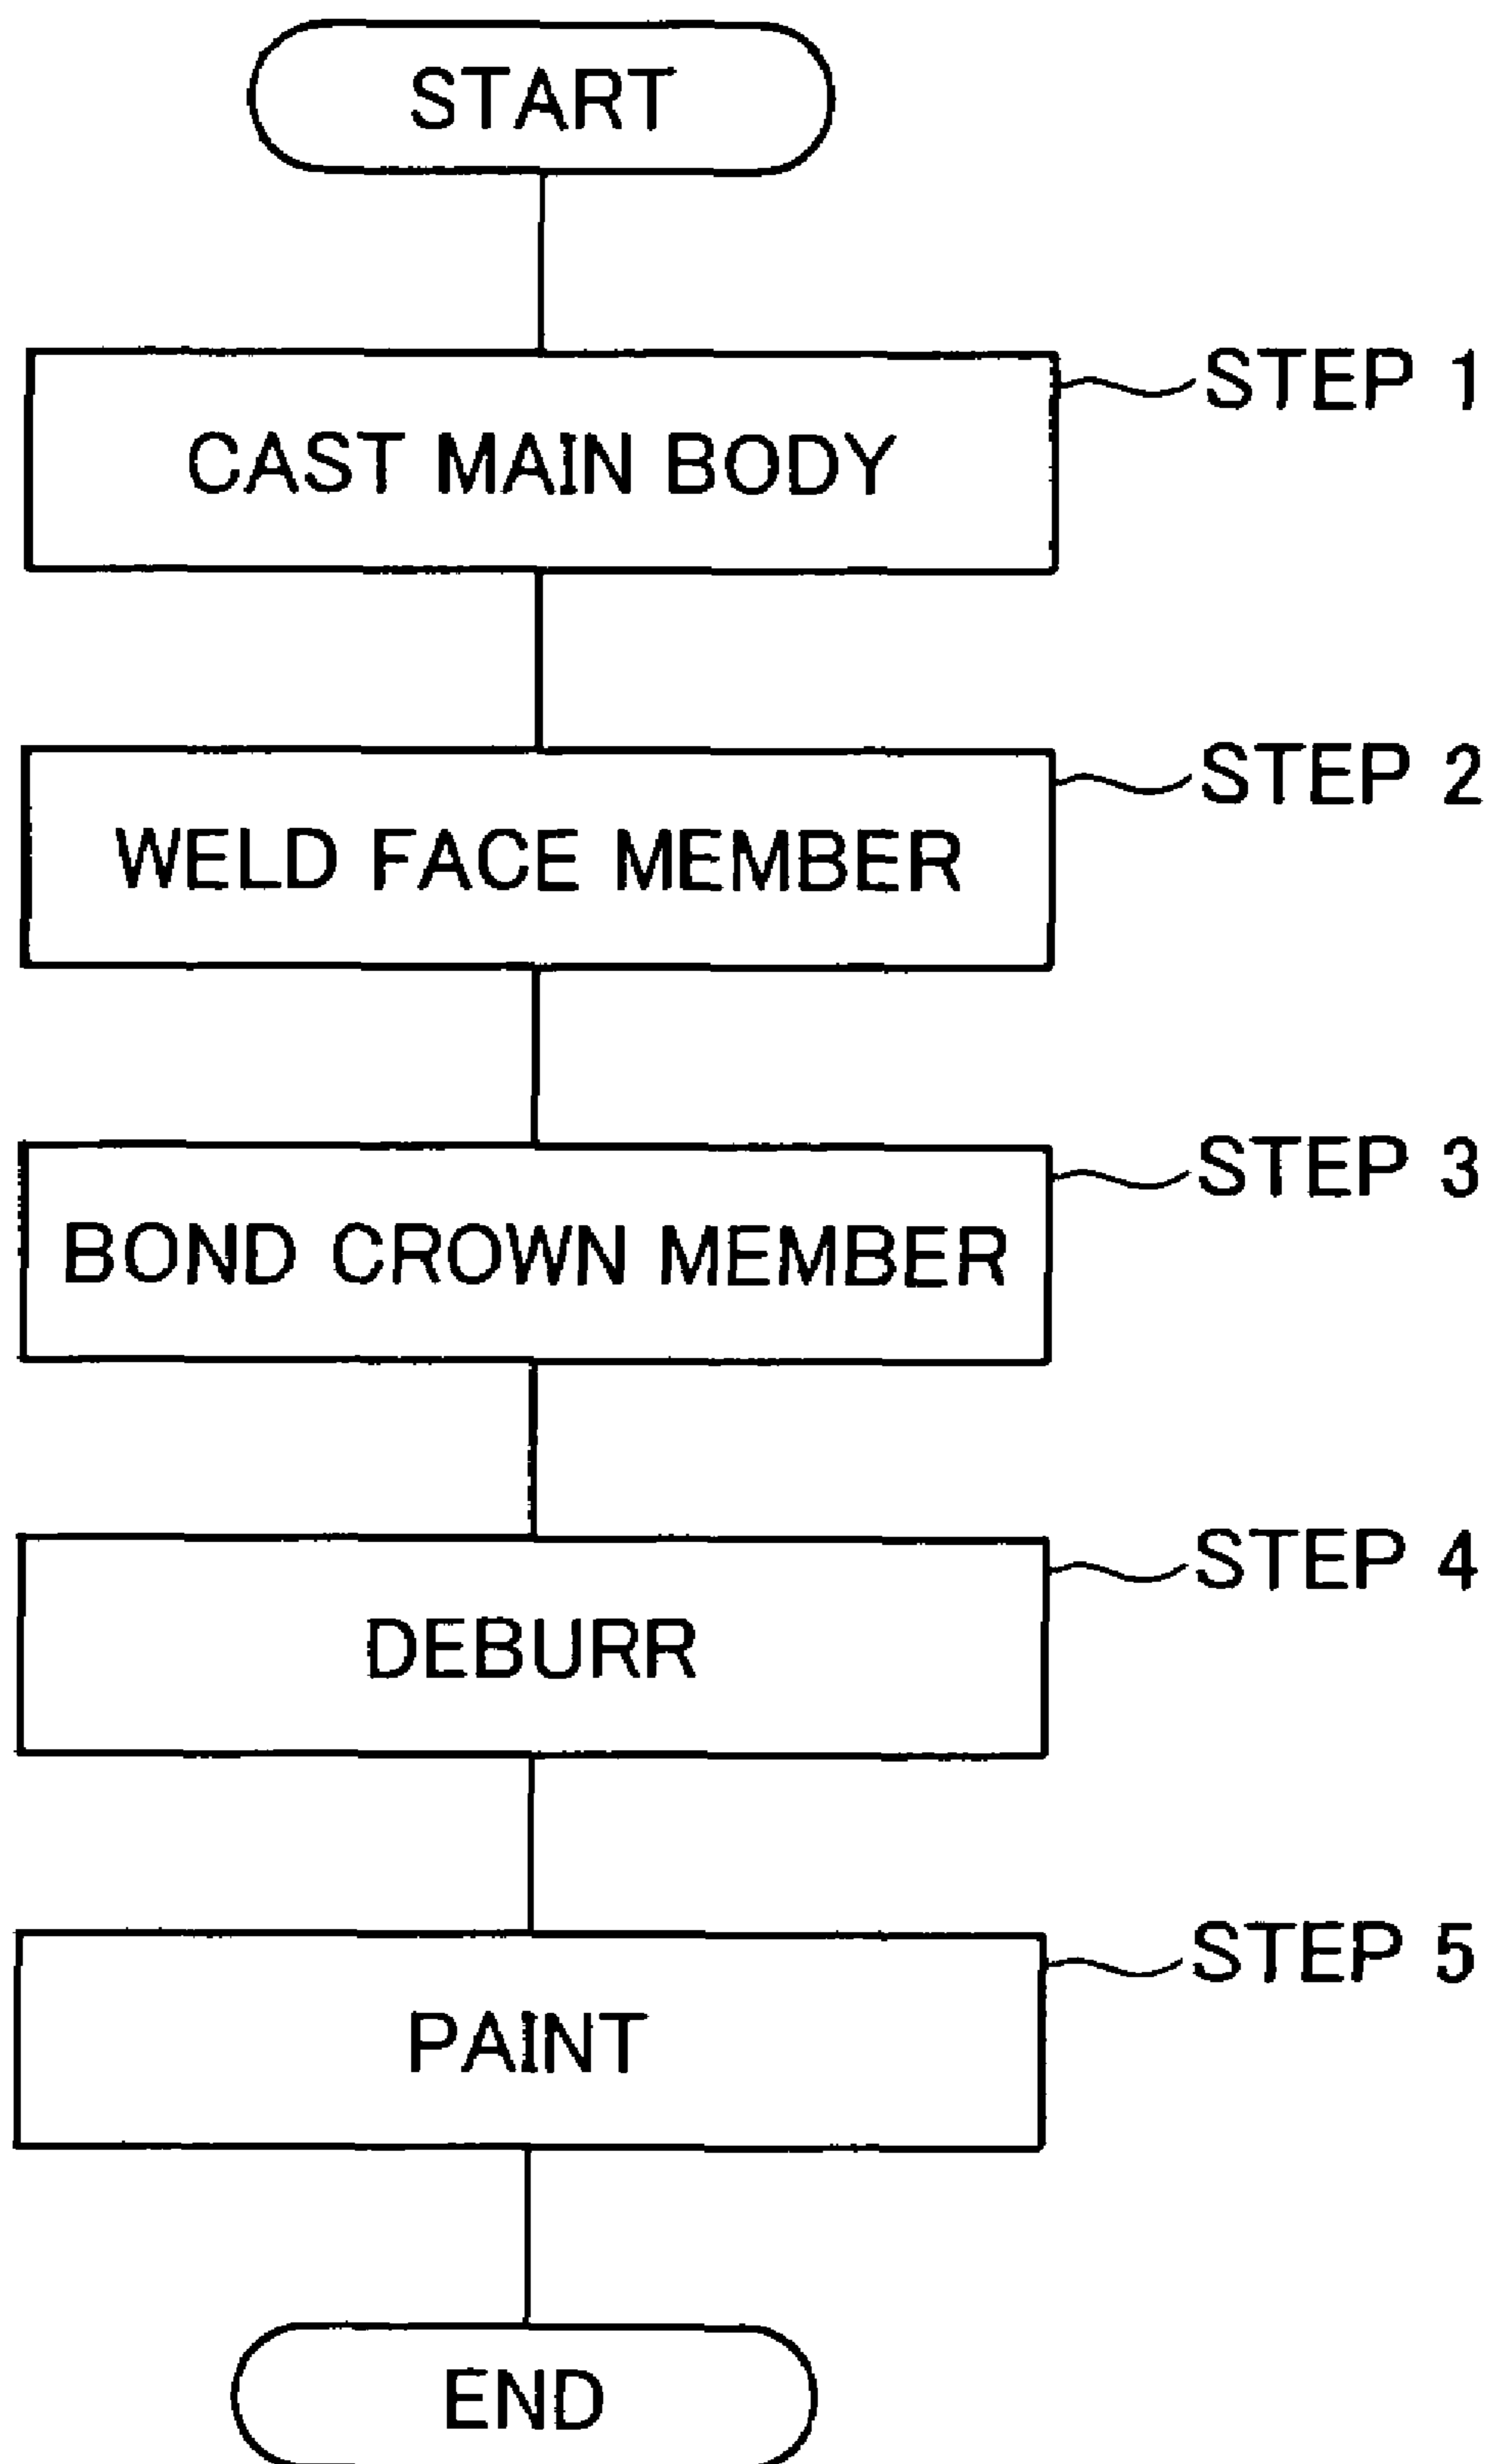 START
STEP 1
CAST MAIN BODY
STEP 2
WELD FACE MEMBER
STEP 3
BOND CROWN MEMBER
STEP 4
DEBURR
STEP 5
PAINT
END